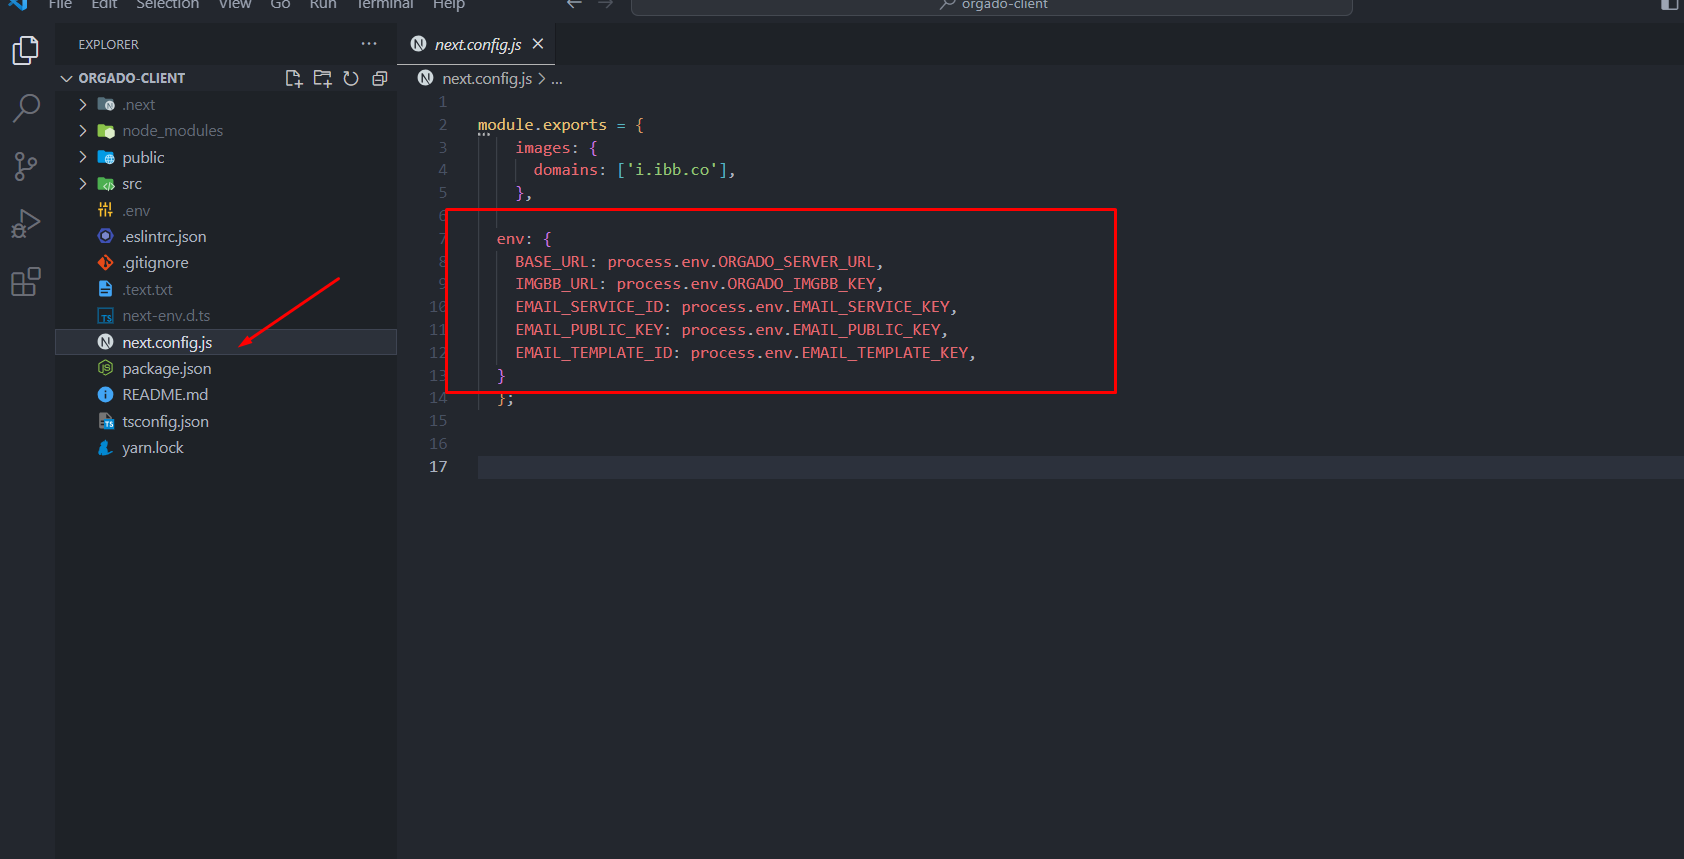 File Edit Selection View Go Run Terminal Help
orgado-client
EXPLORER
next.config.js
ORGADO-CLIENT
next.config.js > ...
.next
node_modules
public
src
.env
.eslintrc.json
.gitignore
.text.txt
next-env.d.ts
next.config.js
package.json
README.md
tsconfig.json
yarn.lock
1
2 module.exports = {
3 images: {
4 domains: ['i.ibb.co'],
5 },
6
7 env: {
8 BASE_URL: process.env.ORGADO_SERVER_URL,
9 IMGBB_URL: process.env.ORGADO_IMGBB_KEY,
10 EMAIL_SERVICE_ID: process.env.EMAIL_SERVICE_KEY,
11 EMAIL_PUBLIC_KEY: process.env.EMAIL_PUBLIC_KEY,
12 EMAIL_TEMPLATE_ID: process.env.EMAIL_TEMPLATE_KEY,
13 }
14 };
15
16
17